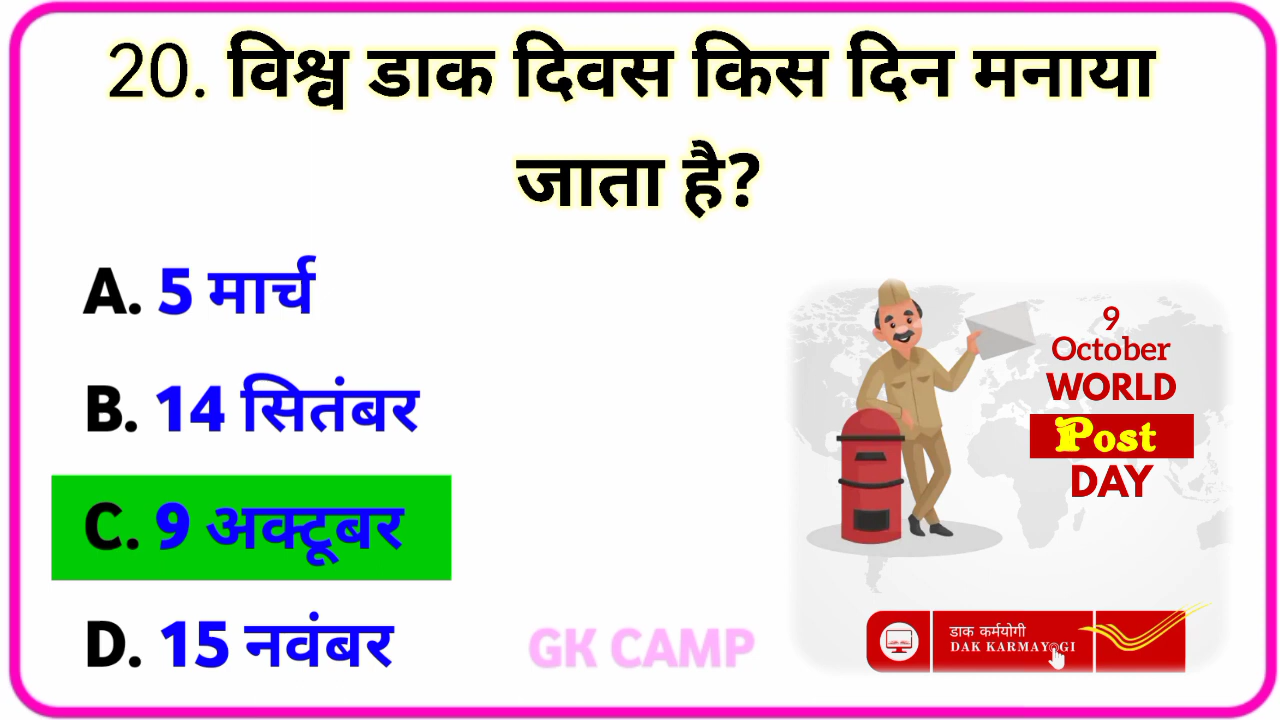 20. विश्व डाक दिवस किस दिन मनाया
जाता है?
A. 5 मार्च
B. 14 सितंबर
C. 9 अक्टूबर
D. 15 नवंबर
9
October
WORLD
Post
DAY
डाक कर्मयोगी
DAK KARMAYOGI
GK CAMP